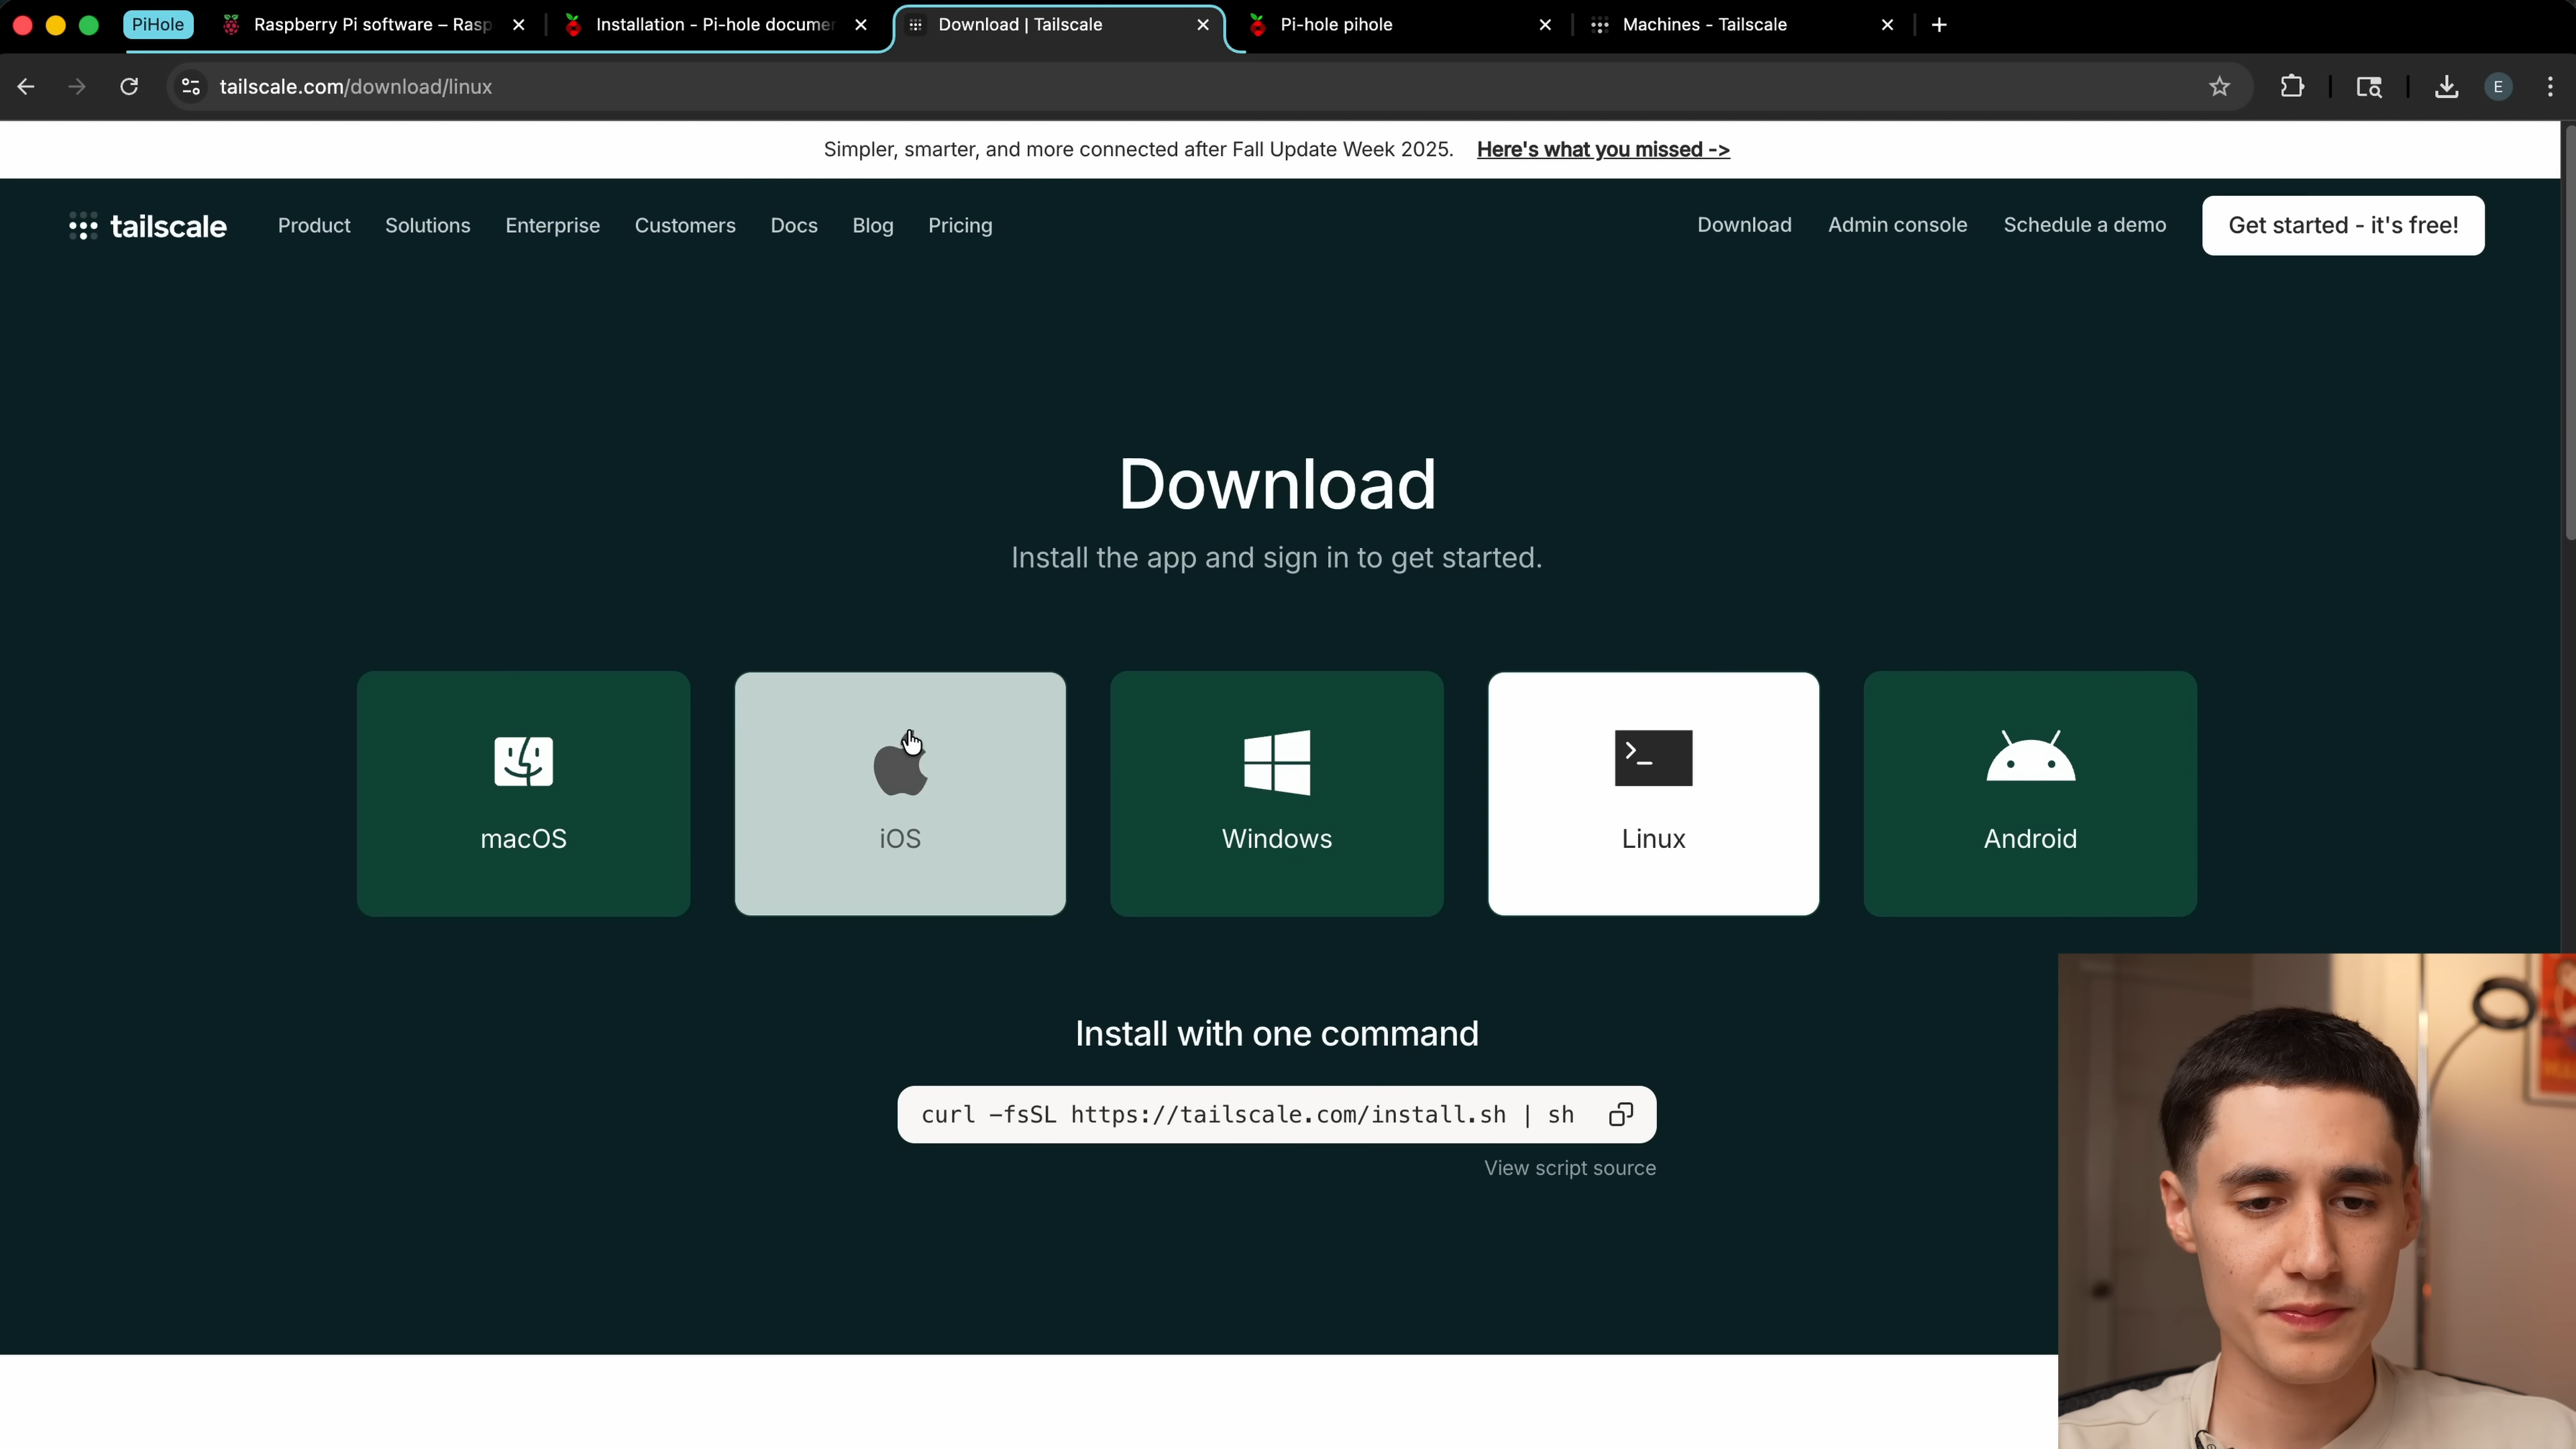 PiHole
Raspberry Pi software – Rasp
Installation - Pi-hole documen
Download | Tailscale
Pi-hole pihole
Machines - Tailscale
tailscale.com/download/linux
E
Simpler, smarter, and more connected after Fall Update Week 2025. Here's what you missed ->
tailscale Product Solutions Enterprise Customers Docs Blog Pricing Download Admin console Schedule a demo Get started - it's free!
Download
Install the app and sign in to get started.
macOS iOS Windows Linux Android
Install with one command
curl -fsSL https://tailscale.com/install.sh | sh
View script source